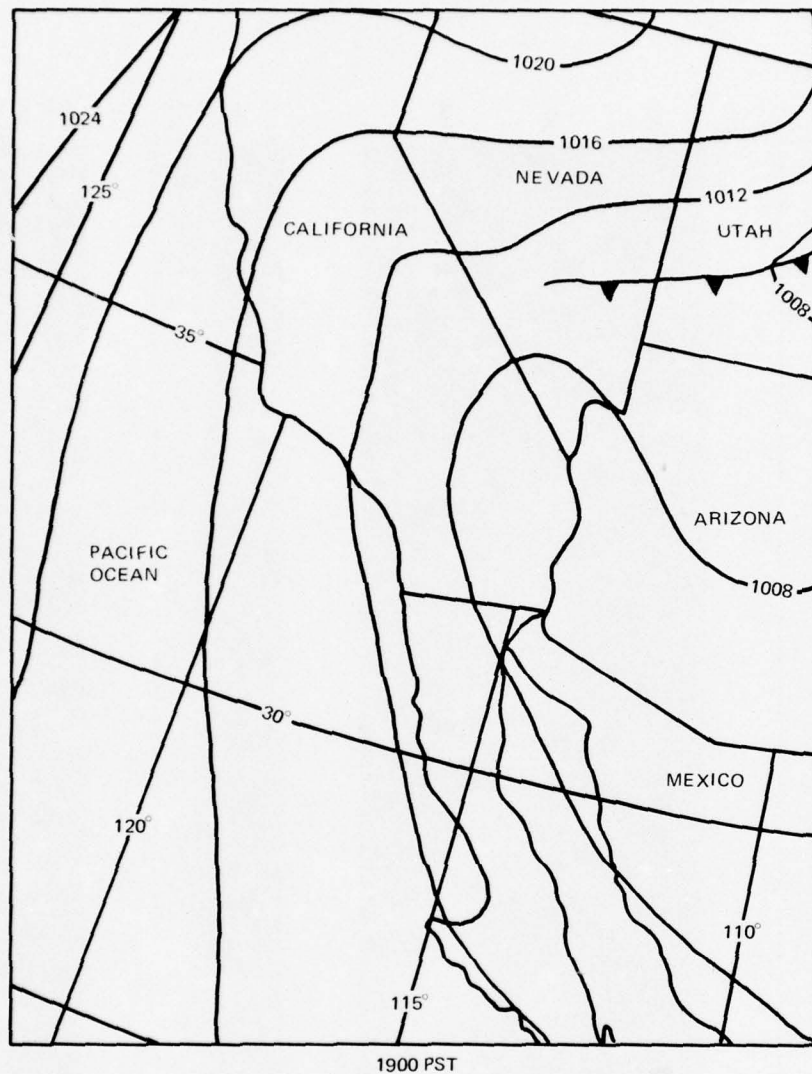 1020
1024
1016
125°
NEVADA
1012
CALIFORNIA
UTAH
1008
35°
ARIZONA
PACIFIC
OCEAN
1008
30°
MEXICO
120°
110°
115°
1900 PST